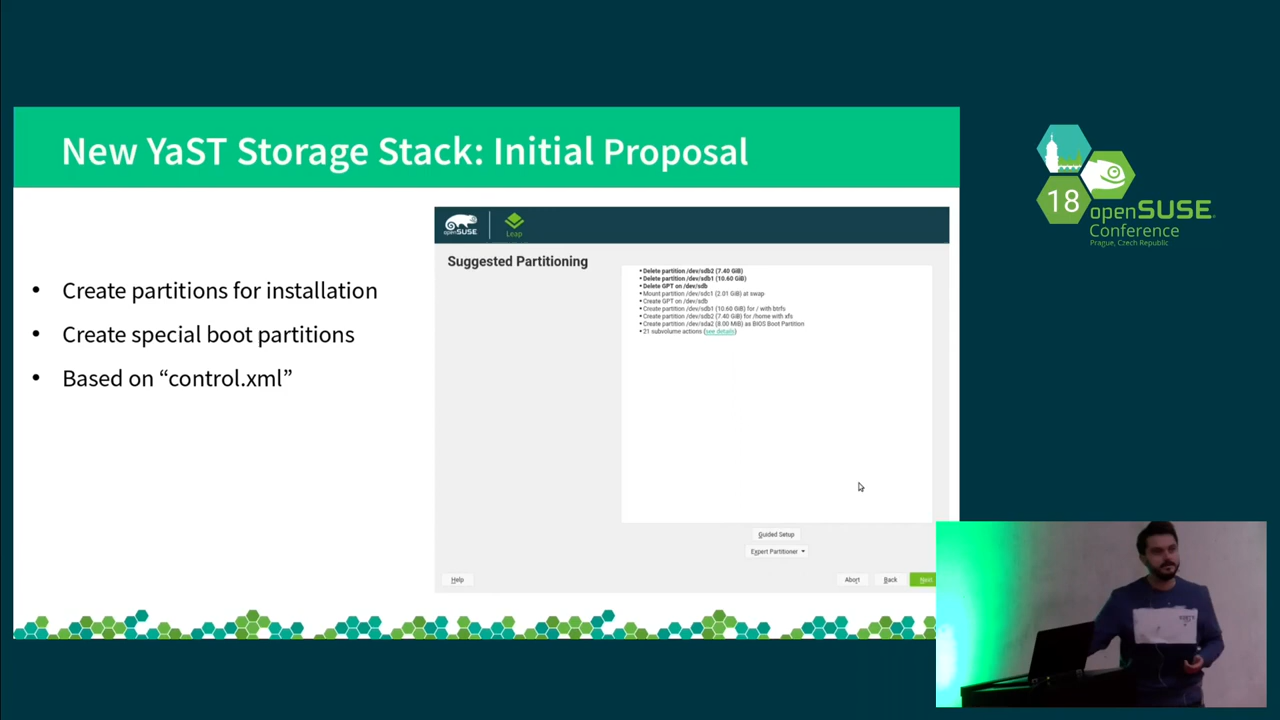 New YaST Storage Stack: Initial Proposal
• Create partitions for installation
• Create special boot partitions
• Based on “control.xml”
openSUSE
Leap
Suggested Partitioning
• Delete partition /dev/sdb2 (7.40 GiB)
• Delete partition /dev/sdb1 (10.60 GiB)
• Delete GPT on /dev/sdb
• Mount partition /dev/sdc1 (2.01 GiB) at swap
• Create GPT on /dev/sdb
• Create partition /dev/sdb1 (10.60 GiB) for / with btrfs
• Create partition /dev/sdb2 (7.40 GiB) for /home with xfs
• Create partition /dev/sda2 (8.00 MiB) as BIOS Boot Partition
• 21 subvolume actions (see details)
Guided Setup
Expert Partitioner
Help
Abort
Back
Next
18
openSUSE
Conference
Prague, Czech Republic